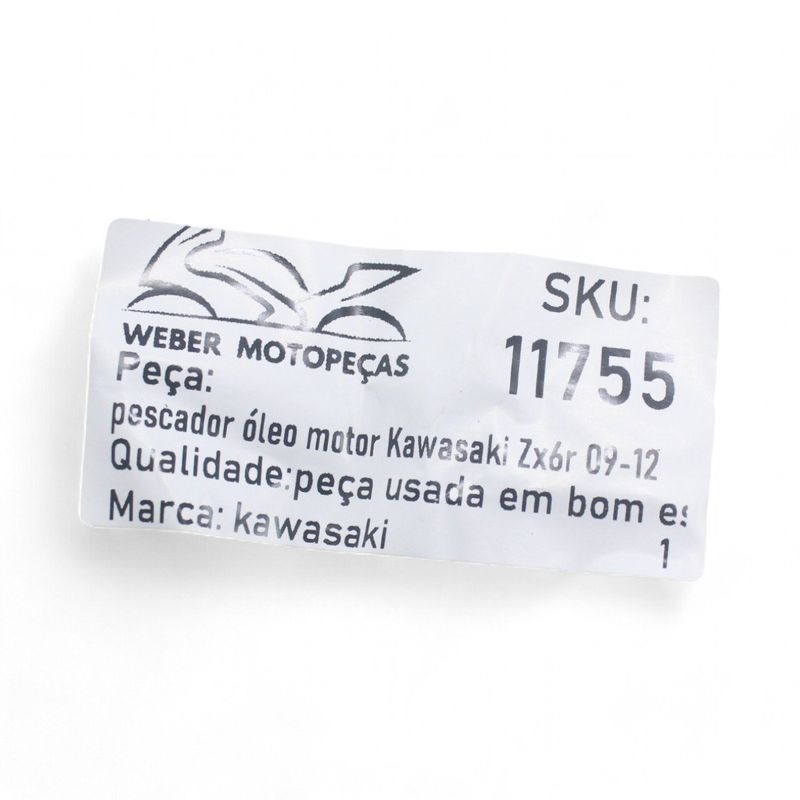 WEBER MOTOPEÇAS
SKU:
11755
Peça:
pescador óleo motor Kawasaki Zx6r 09-12
Qualidade:peça usada em bom es
Marca: kawasaki
1